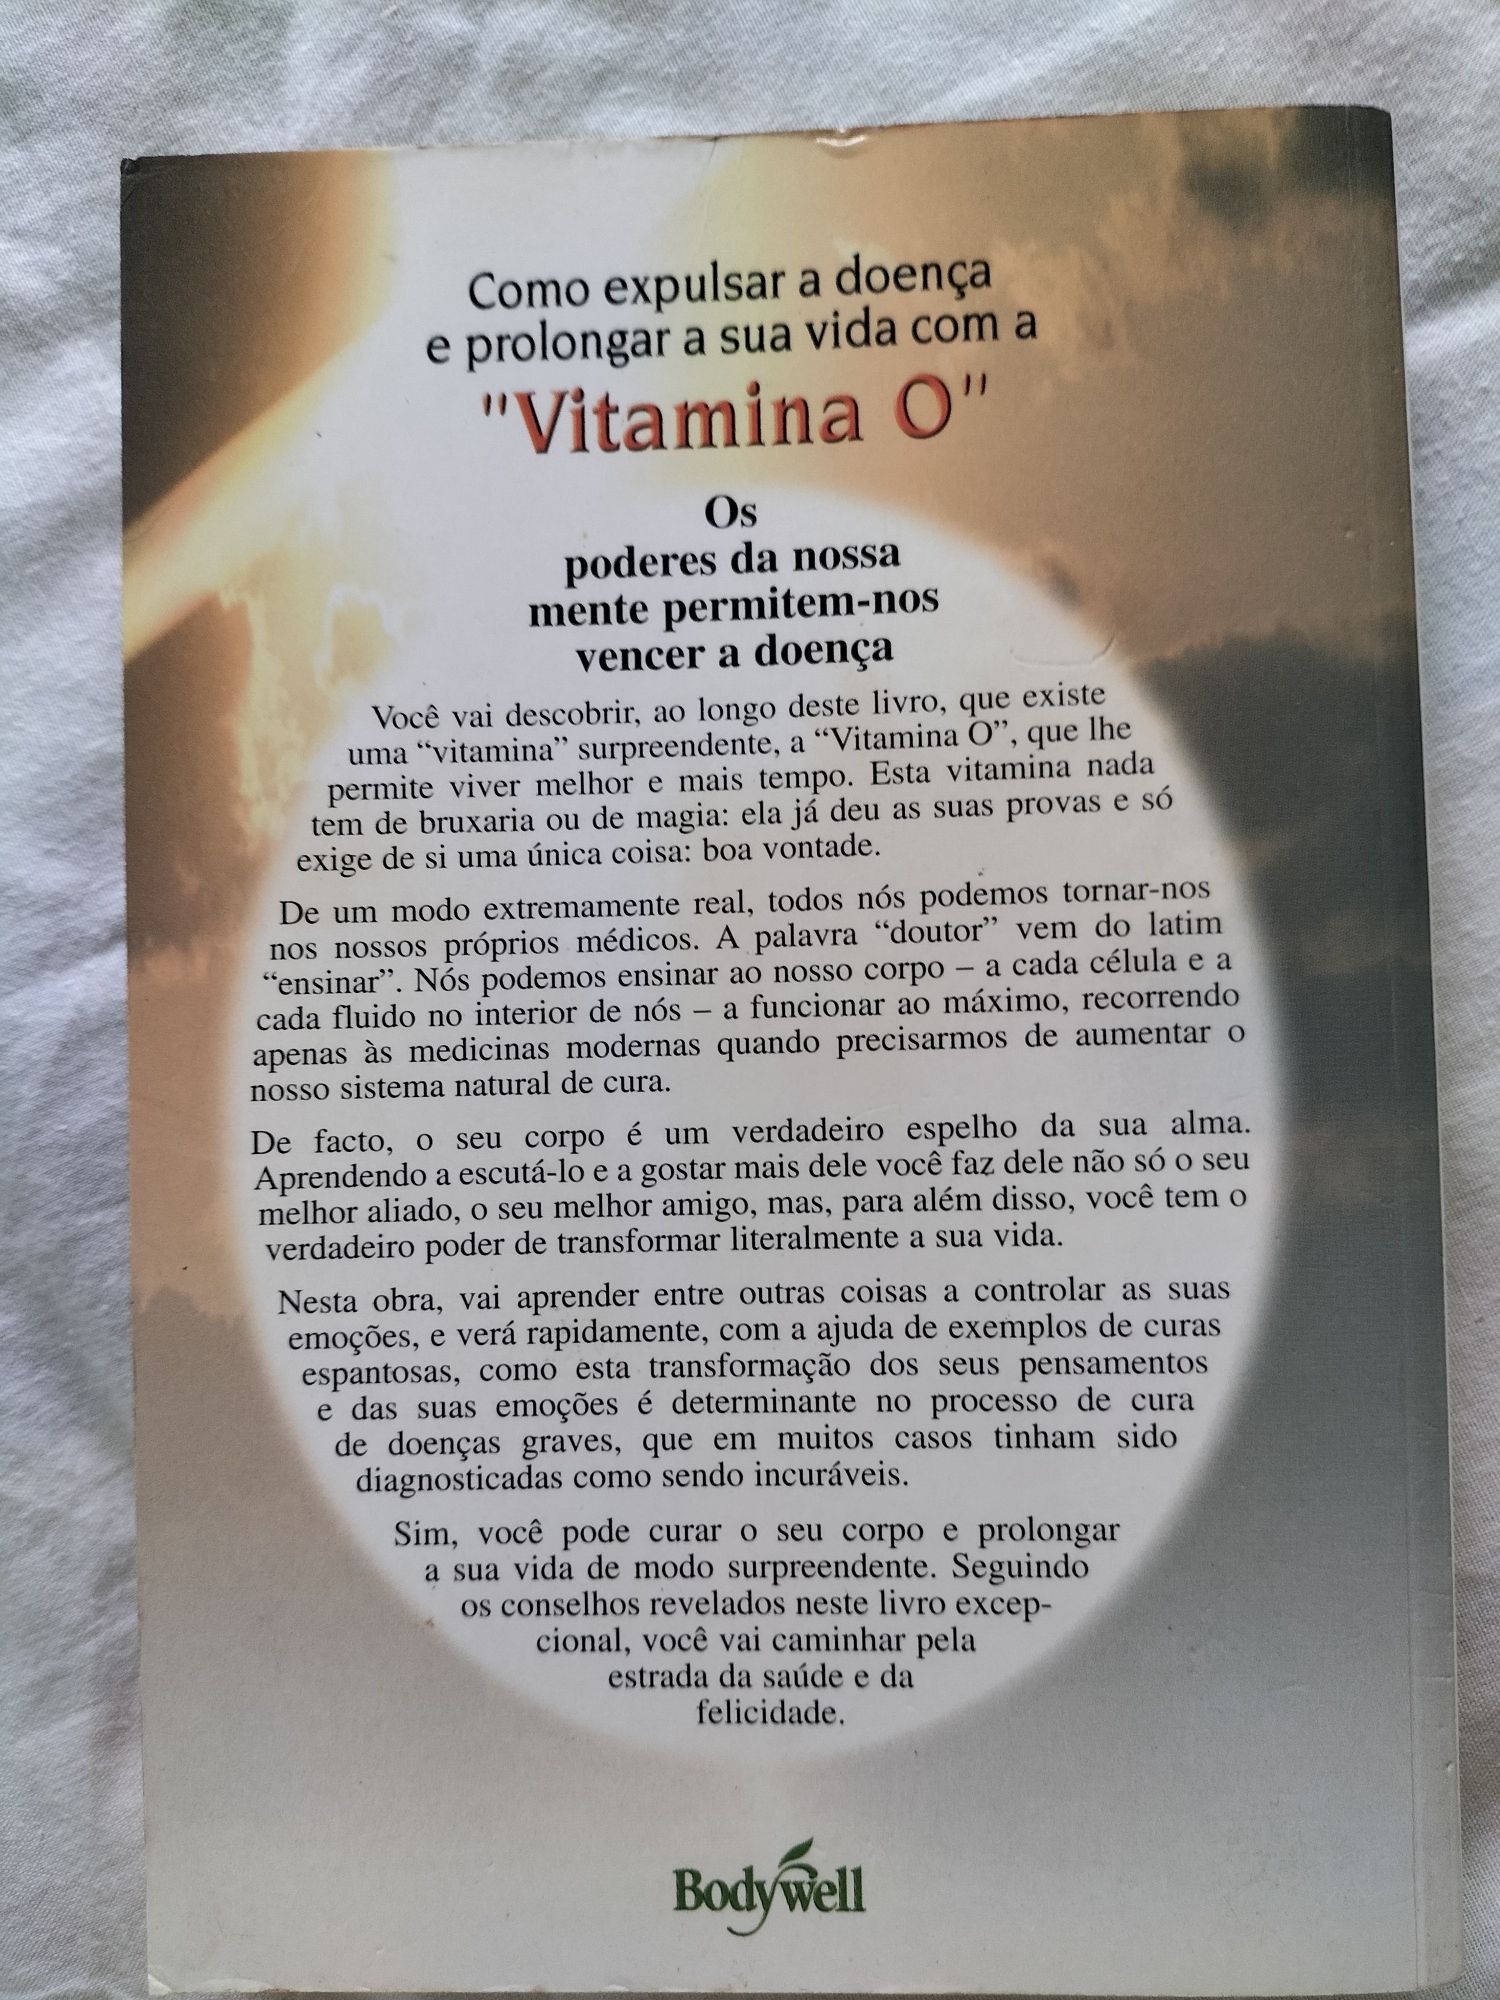 Como expulsar a doença
e prolongar a sua vida com a
"Vitamina O"
Os
poderes da nossa
mente permitem-nos
vencer a doença
Você vai descobrir, ao longo deste livro, que existe
uma “vitamina” surpreendente, a “Vitamina O”, que lhe
permite viver melhor e mais tempo. Esta vitamina nada
tem de bruxaria ou de magia: ela já deu as suas provas e só
exige de si uma única coisa: boa vontade.
De um modo extremamente real, todos nós podemos tornar-nos
nos nossos próprios médicos. A palavra “doutor” vem do latim
“ensinar”. Nós podemos ensinar ao nosso corpo – a cada célula e a
cada fluido no interior de nós – a funcionar ao máximo, recorrendo
apenas às medicinas modernas quando precisarmos de aumentar o
nosso sistema natural de cura.
De facto, o seu corpo é um verdadeiro espelho da sua alma.
Aprendendo a escutá-lo e a gostar mais dele você faz dele não só o seu
melhor aliado, o seu melhor amigo, mas, para além disso, você tem o
verdadeiro poder de transformar literalmente a sua vida.
Nesta obra, vai aprender entre outras coisas a controlar as suas
emoções, e verá rapidamente, com a ajuda de exemplos de curas
espantosas, como esta transformação dos seus pensamentos
e das suas emoções é determinante no processo de cura
de doenças graves, que em muitos casos tinham sido
diagnosticadas como sendo incuráveis.
Sim, você pode curar o seu corpo e prolongar
a sua vida de modo surpreendente. Seguindo
os conselhos revelados neste livro excep-
cional, você vai caminhar pela
estrada da saúde e da
felicidade.
Bodywell